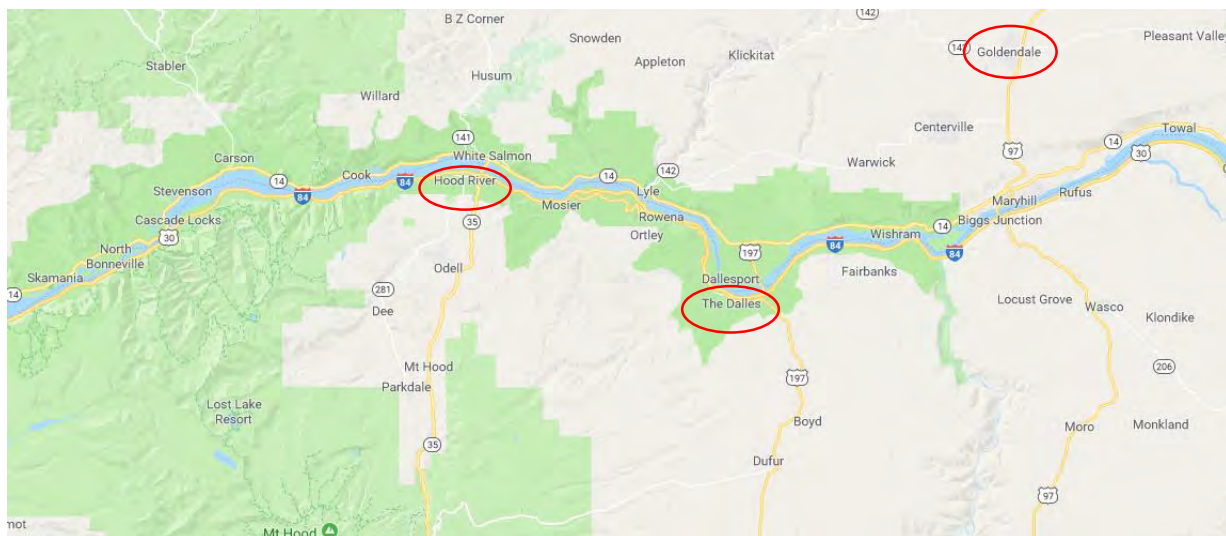 B Z Corner
142
Snowden
Pleasant Valley
Goldendale
Klickitat
Appleton
Stabler
Husum
Willard
Centerville
Towal
14
30
97
141
White Salmon
Carson
Cook
84
Hood River
Warwick
142
14
Lyle
Rufus
Stevenson
14
84
Mosier
Maryhill
Cascade Locks
Rowena
Biggs Junction
35
Ortley
Wishram
14
30
North
Bonneville
197
84
84
Skamania
Odell
Dallesport
Fairbanks
14
281
The Dalles
Locust Grove
Wasco
Dee
Klondike
Mt Hood
206
Parkdale
197
Lost Lake
Resort
Boyd
Moro
Monkland
35
Dufur
97
Mt Hood